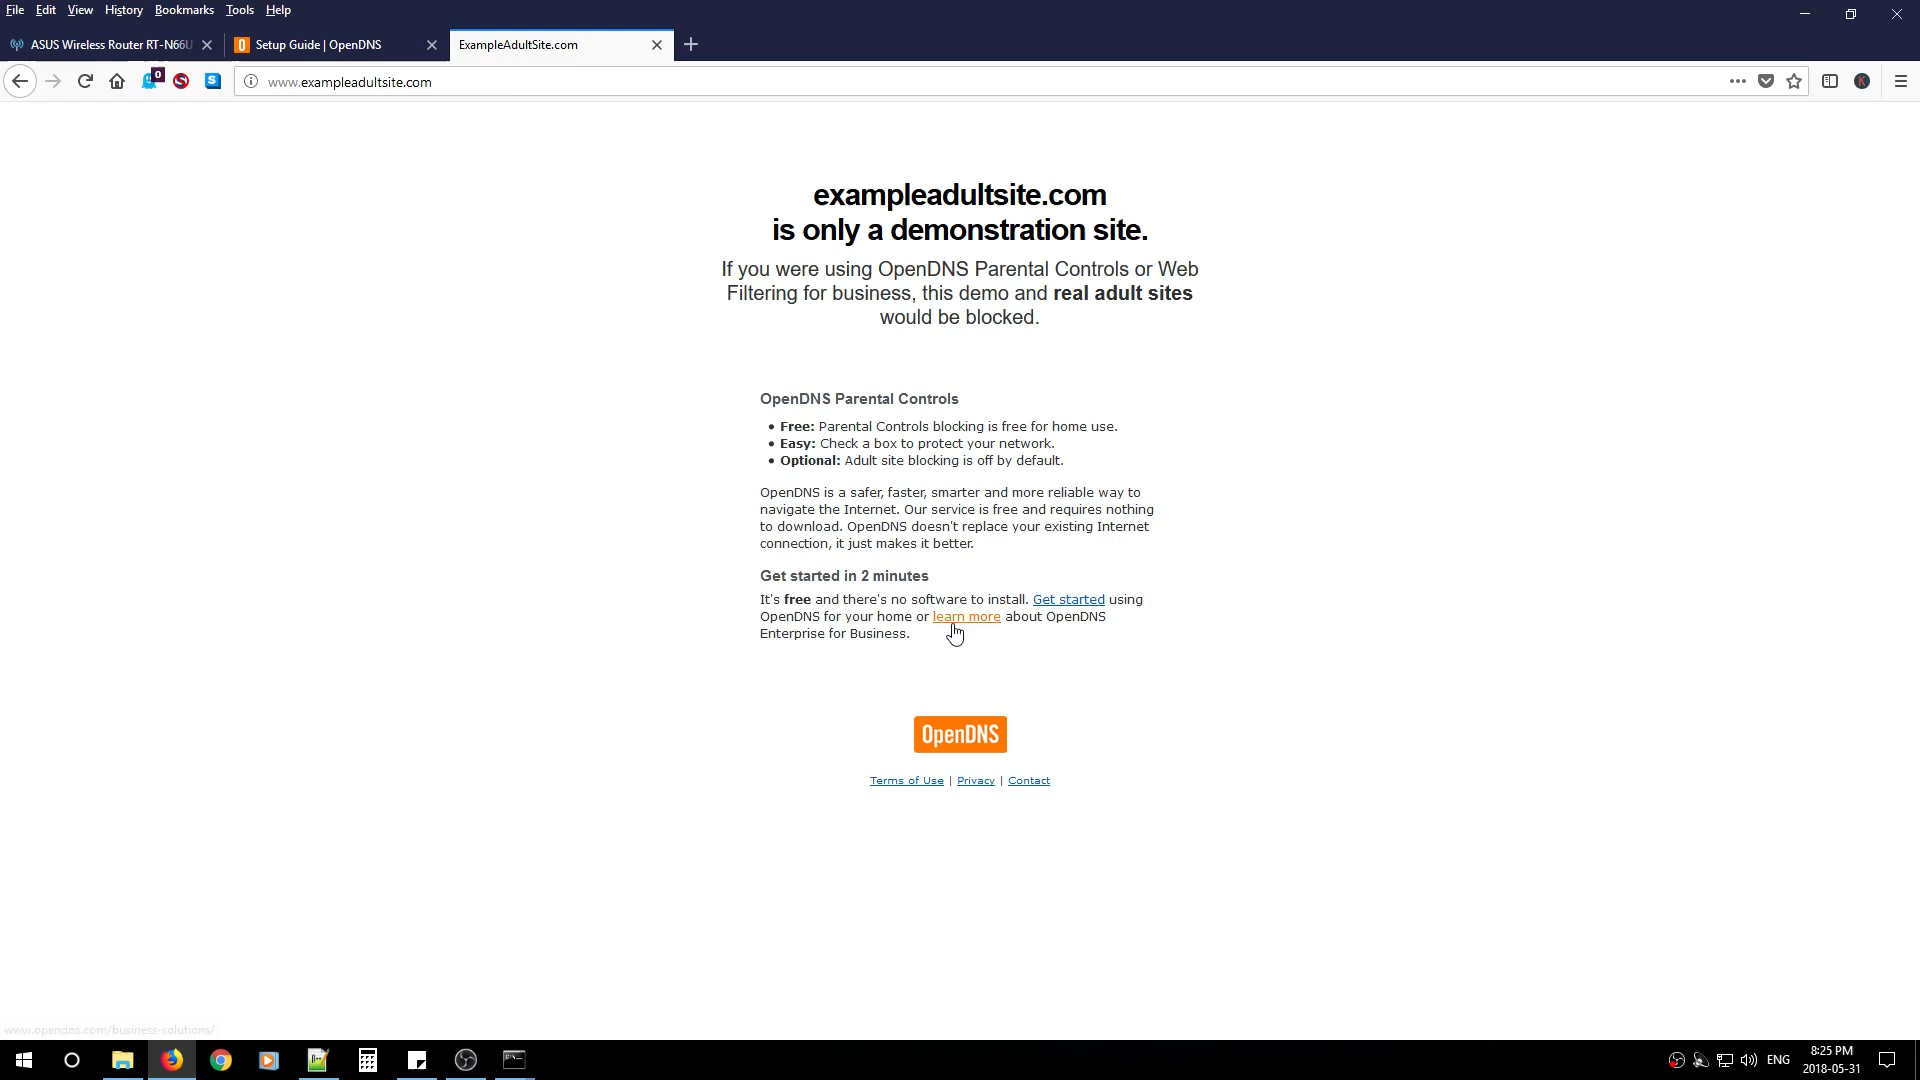 File Edit View History Bookmarks Tools Help
ASUS Wireless Router RT-N66U
Setup Guide | OpenDNS
ExampleAdultSite.com
0
S
www.exampleadultsite.com
K
exampleadultsite.com
is only a demonstration site.
If you were using OpenDNS Parental Controls or Web
Filtering for business, this demo and real adult sites
would be blocked.
OpenDNS Parental Controls
• Free: Parental Controls blocking is free for home use.
• Easy: Check a box to protect your network.
• Optional: Adult site blocking is off by default.
OpenDNS is a safer, faster, smarter and more reliable way to
navigate the Internet. Our service is free and requires nothing
to download. OpenDNS doesn't replace your existing Internet
connection, it just makes it better.
Get started in 2 minutes
It's free and there's no software to install. Get started using
OpenDNS for your home or learn more about OpenDNS
Enterprise for Business.
OpenDNS
Terms of Use | Privacy | Contact
www.opendns.com/business-solutions/
ENG
8:25 PM
2018-05-31